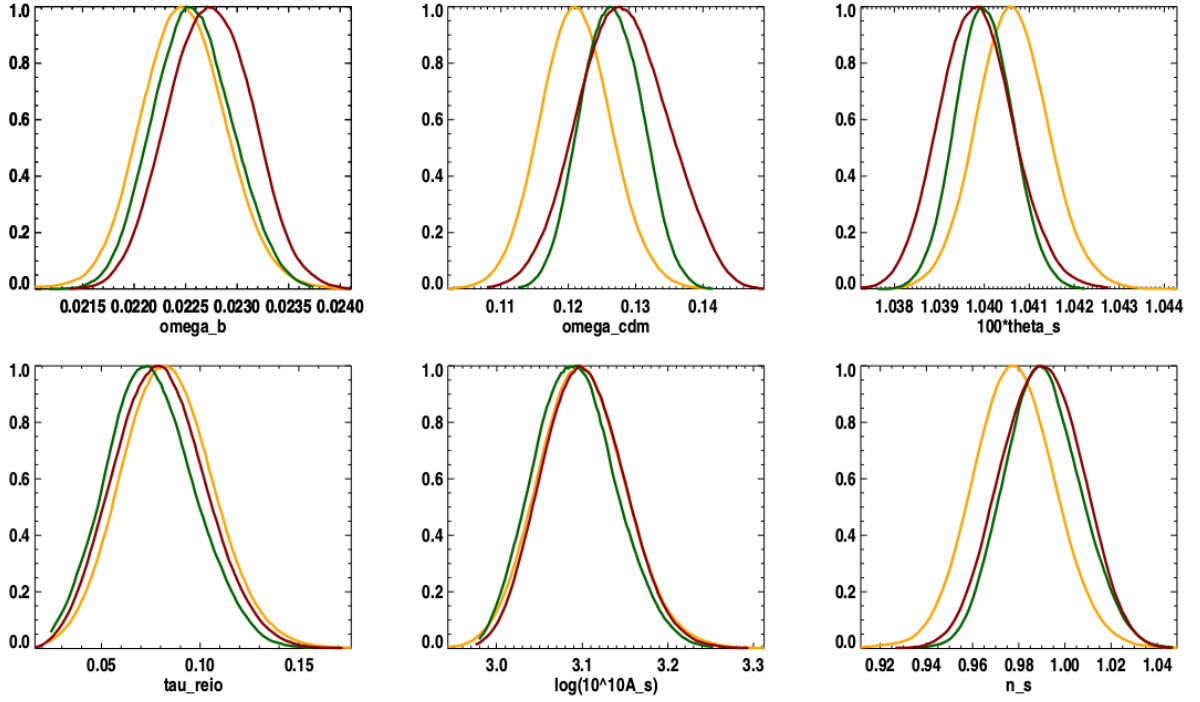 1.0 1.0 1.0
0.8 0.8 0.8
0.6 0.6 0.6
0.4 0.4 0.4
0.2 0.2 0.2
0.0 0.0 0.0
0.0215 0.0220 0.0225 0.0230 0.0235 0.0240 0.11 0.12 0.13 0.14 1.038 1.039 1.040 1.041 1.042 1.043 1.044
omega_b omega_cdm 100*theta_s
1.0 1.0 1.0
0.8 0.8 0.8
0.6 0.6 0.6
0.4 0.4 0.4
0.2 0.2 0.2
0.0 0.0 0.0
0.05 0.10 0.15 3.0 3.1 3.2 3.3 0.92 0.94 0.96 0.98 1.00 1.02 1.04
tau_reio log(10^10A_s) n_s